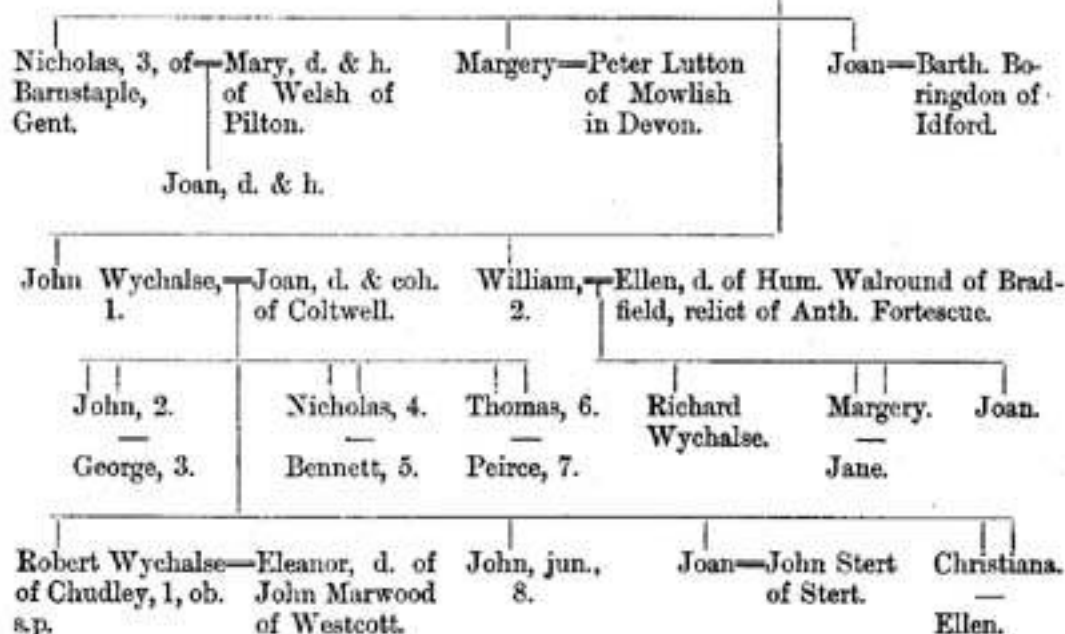 Nicholas, 3, of═Mary, d. & h.
Barnstaple, of Welsh of
Gent. Pilton.
Margery═Peter Lutton
of Mowlish
in Devon.
Joan═Barth. Bo-
ringdon of
Idford.
Joan, d. & h.
John Wychalse,═Joan, d. & coh.
1. of Coltwell.
William,═Ellen, d. of Hum. Walround of Brad-
2. field, relict of Anth. Fortescue.
John, 2.
—
George, 3.
Nicholas, 4.
—
Bennett, 5.
Thomas, 6.
—
Peirce, 7.
Richard
Wychalse.
Margery.
—
Jane.
Joan.
Robert Wychalse═Eleanor, d. of
of Chudley, 1, ob. John Marwood
s.p. of Westcott.
John, jun.,
8.
Joan═John Stert
of Stert.
Christiana.
—
Ellen.